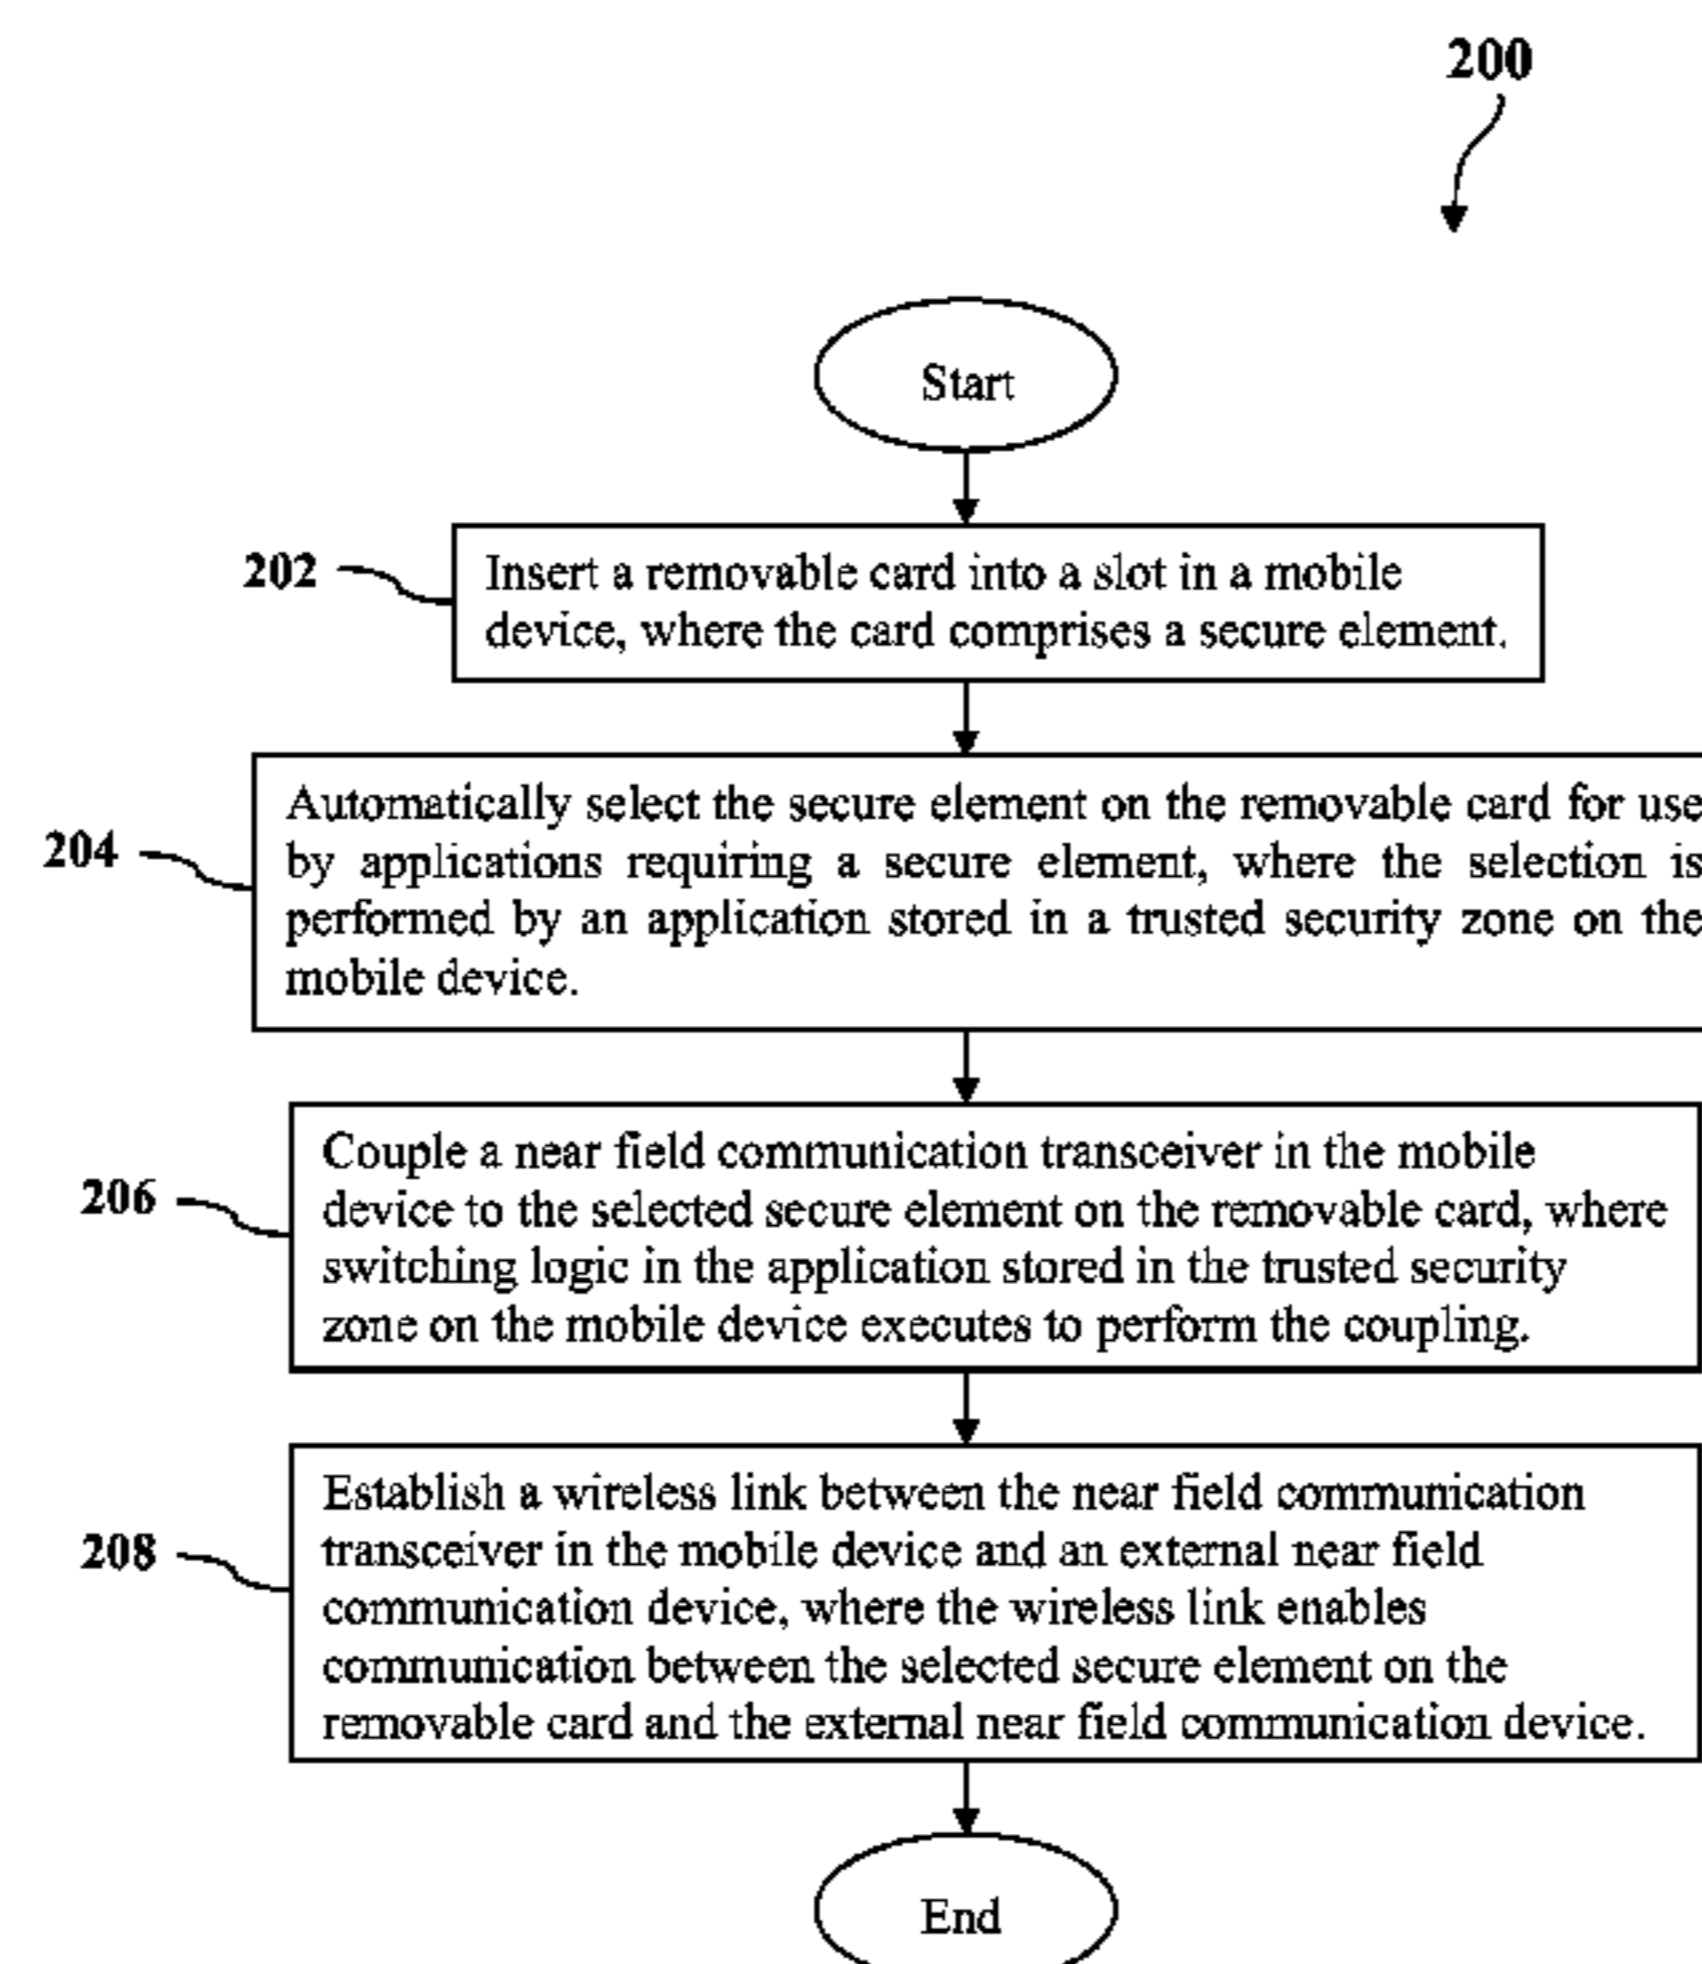 200
Start
202
Insert a removable card into a slot in a mobile
device, where the card comprises a secure element.
204
Automatically select the secure element on the removable card for use
by applications requiring a secure element, where the selection is
performed by an application stored in a trusted security zone on the
mobile device.
206
Couple a near field communication transceiver in the mobile
device to the selected secure element on the removable card, where
switching logic in the application stored in the trusted security
zone on the mobile device executes to perform the coupling.
208
Establish a wireless link between the near field communication
transceiver in the mobile device and an external near field
communication device, where the wireless link enables
communication between the selected secure element on the
removable card and the external near field communication device.
End